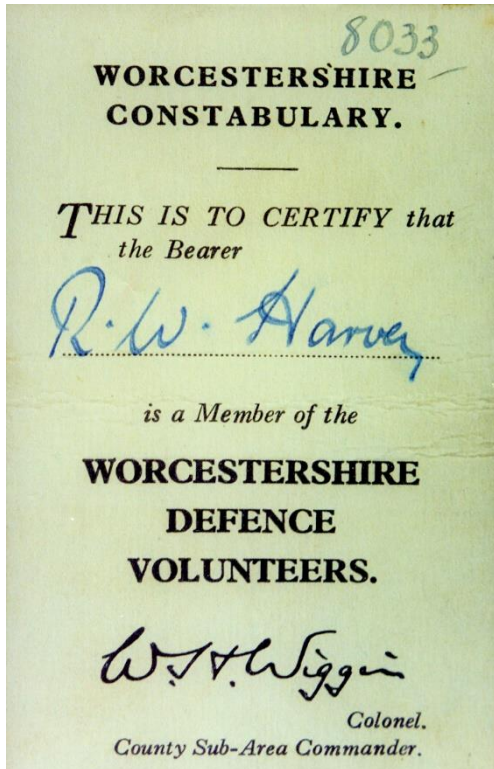 8033
WORCESTERSHIRE
CONSTABULARY.
THIS IS TO CERTIFY that
the Bearer
R. W. Harvey
is a Member of the
WORCESTERSHIRE
DEFENCE
VOLUNTEERS.
W. S. H. Wiggin
Colonel.
County Sub-Area Commander.